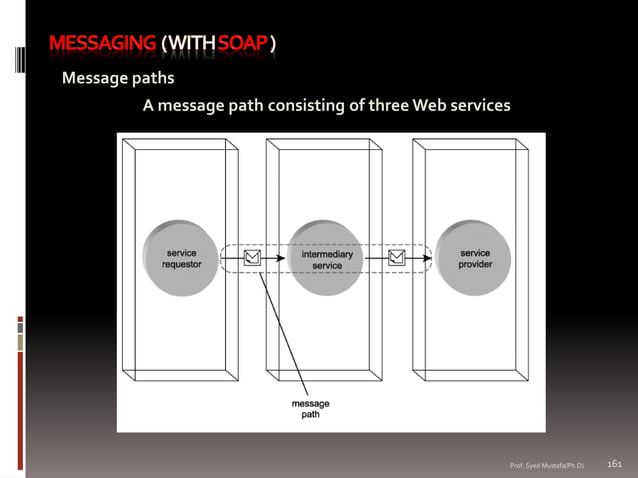 MESSAGING (WITH SOAP)
Message paths
A message path consisting of three Web services
service
requestor
intermediary
service
service
provider
message
path
Prof. Syed Mustafa(Ph.D)
161